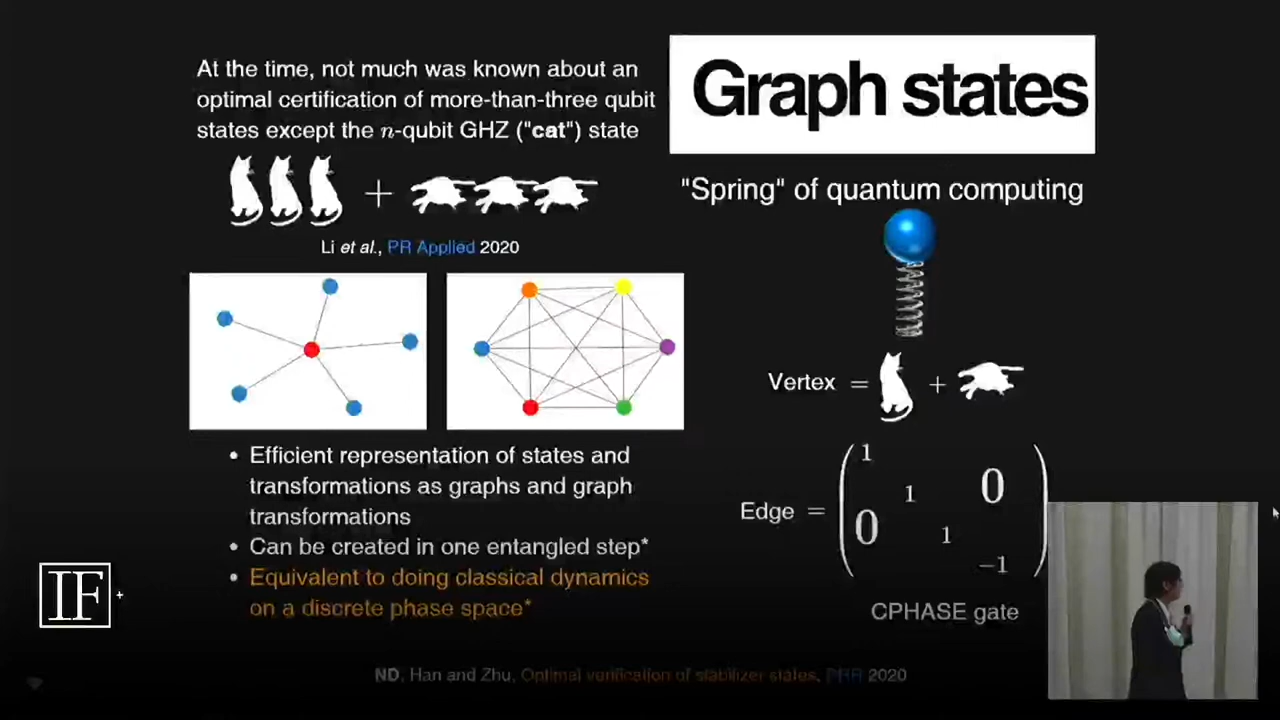 At the time, not much was known about an
optimal certification of more-than-three qubit
states except the n-qubit GHZ ("cat") state
+
Li et al., PR Applied 2020
• Efficient representation of states and
transformations as graphs and graph
transformations
• Can be created in one entangled step*
• Equivalent to doing classical dynamics
on a discrete phase space*
Graph states
"Spring" of quantum computing
Vertex = +
Edge =
1
1 0
0 1
−1
CPHASE gate
IF+
ND, Han and Zhu, Optimal verification of stabilizer states, PRR 2020